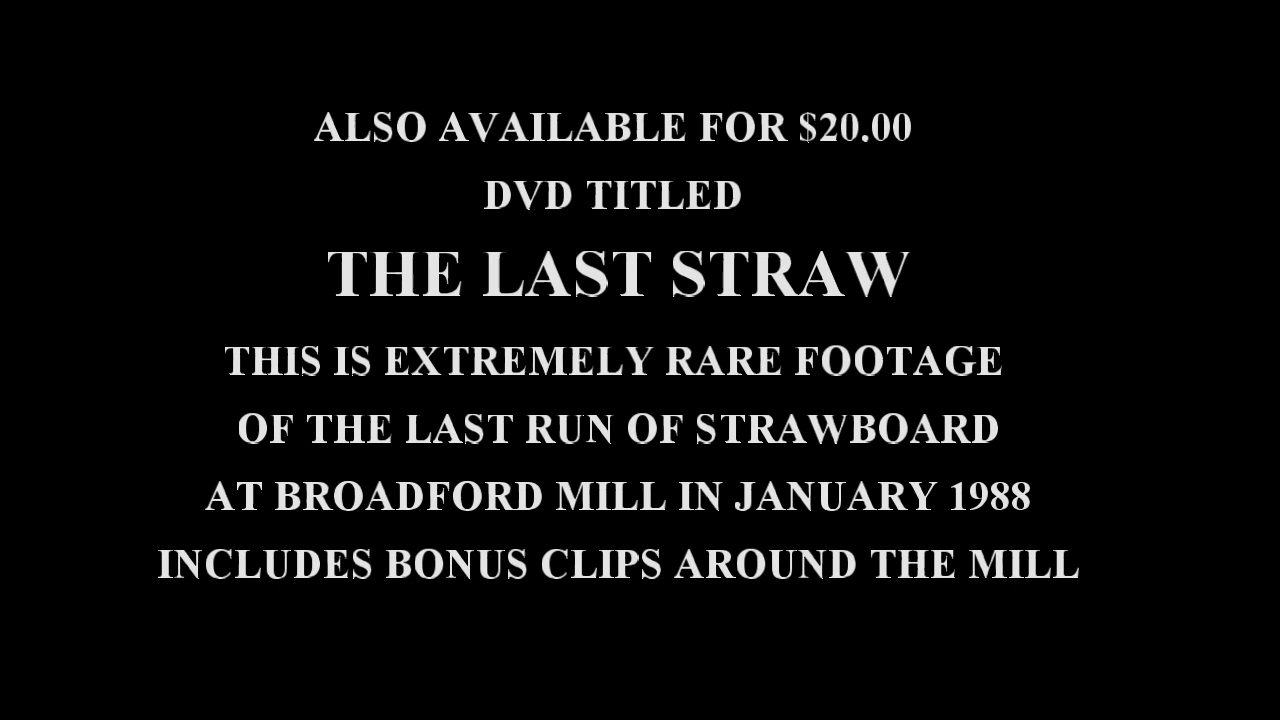 ALSO AVAILABLE FOR $20.00
DVD TITLED
THE LAST STRAW
THIS IS EXTREMELY RARE FOOTAGE
OF THE LAST RUN OF STRAWBOARD
AT BROADFORD MILL IN JANUARY 1988
INCLUDES BONUS CLIPS AROUND THE MILL